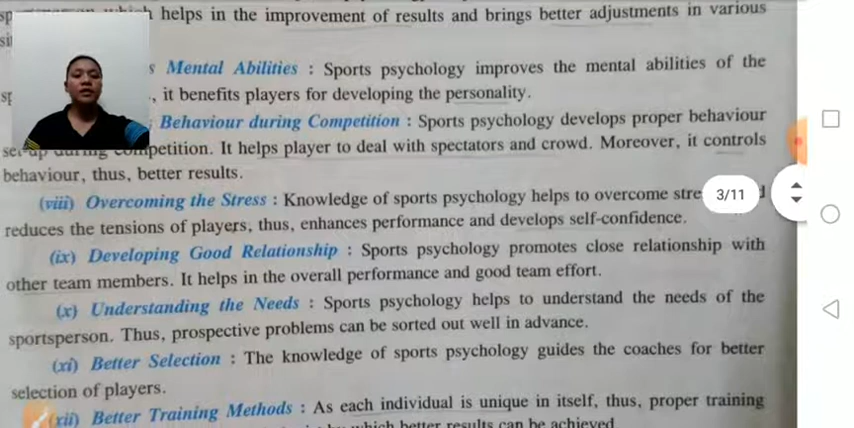 which helps in the improvement of results and brings better adjustments in various
s Mental Abilities : Sports psychology improves the mental abilities of the
, it benefits players for developing the personality.
Behaviour during Competition : Sports psychology develops proper behaviour
set-up during competition. It helps player to deal with spectators and crowd. Moreover, it controls
behaviour, thus, better results.
(viii) Overcoming the Stress : Knowledge of sports psychology helps to overcome
reduces the tensions of players, thus, enhances performance and develops self-confidence.
3/11
(ix) Developing Good Relationship : Sports psychology promotes close relationship with
other team members. It helps in the overall performance and good team effort.
(x) Understanding the Needs : Sports psychology helps to understand the needs of the
sportsperson. Thus, prospective problems can be sorted out well in advance.
(xi) Better Selection : The knowledge of sports psychology guides the coaches for better
selection of players.
(xii) Better Training Methods : As each individual is unique in itself, thus, proper training
which better results can be achieved